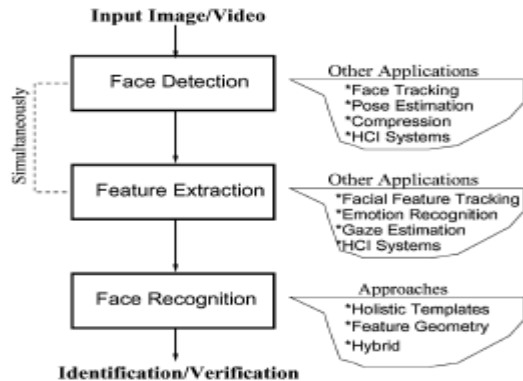 Input Image/Video
Face Detection
Other Applications
*Face Tracking
*Pose Estimation
*Compression
*HCI Systems
Simultaneously
Feature Extraction
Other Applications
*Facial Feature Tracking
*Emotion Recognition
*Gaze Estimation
*HCI Systems
Face Recognition
Approaches
*Holistic Templates
*Feature Geometry
*Hybrid
Identification/Verification